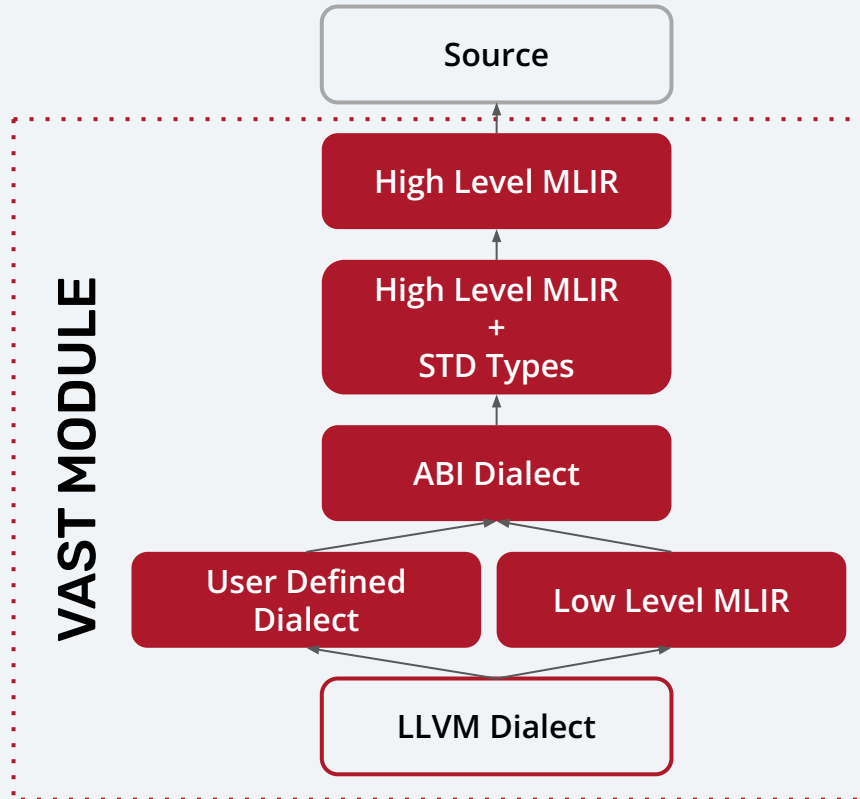 Source
High Level MLIR
High Level MLIR
+
STD Types
ABI Dialect
User Defined
Dialect
Low Level MLIR
LLVM Dialect
VAST MODULE